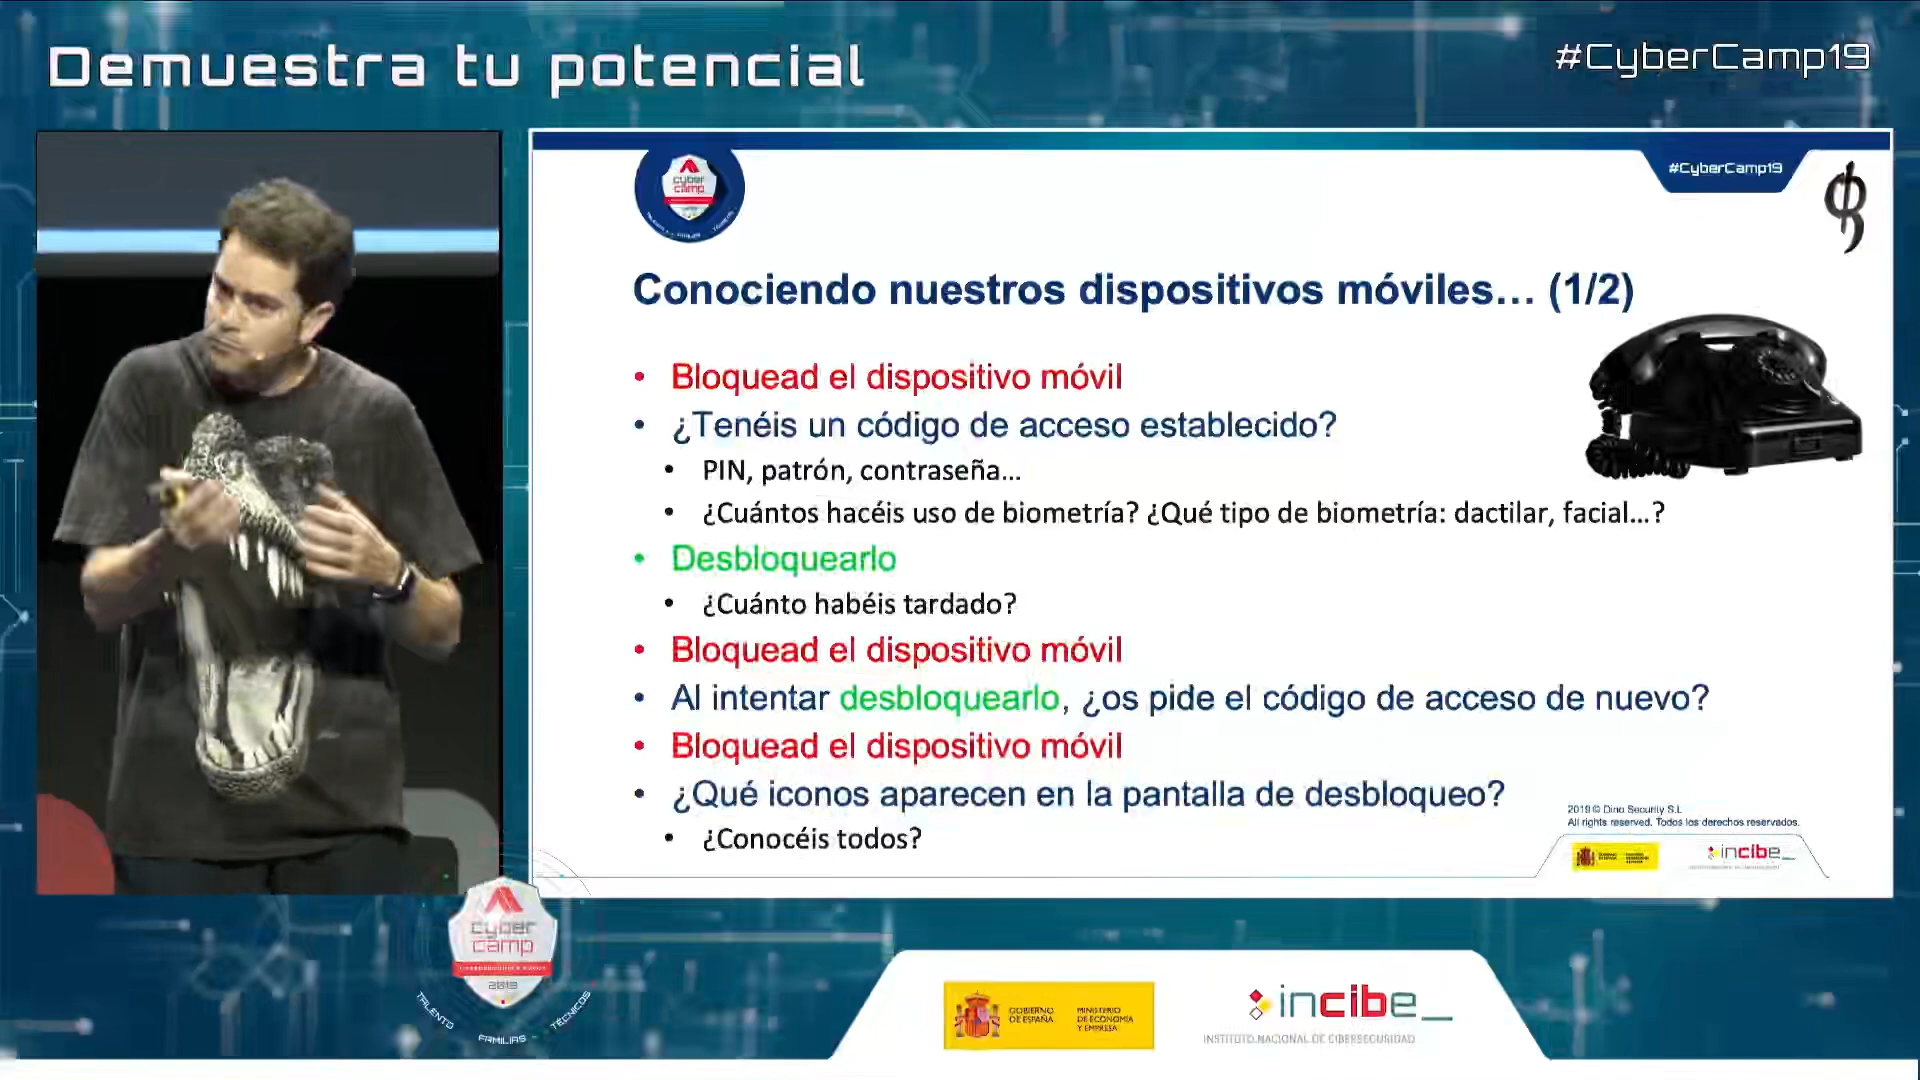 Demuestra tu potencial
#CyberCamp19
#CyberCamp19
cyber
camp
Conociendo nuestros dispositivos móviles... (1/2)
• Bloquead el dispositivo móvil
• ¿Tenéis un código de acceso establecido?
• PIN, patrón, contraseña...
• ¿Cuántos hacéis uso de biometría? ¿Qué tipo de biometría: dactilar, facial...?
• Desbloquearlo
• ¿Cuánto habéis tardado?
• Bloquead el dispositivo móvil
• Al intentar desbloquearlo, ¿os pide el código de acceso de nuevo?
• Bloquead el dispositivo móvil
• ¿Qué iconos aparecen en la pantalla de desbloqueo?
• ¿Conocéis todos?
2019 © Dino Security S.L
All rights reserved. Todos los derechos reservados.
incibe_
cyber
camp
2019
TALENTO FAMILIAS TÉCNICOS
GOBIERNO DE ESPAÑA
MINISTERIO DE ECONOMÍA Y EMPRESA
incibe_
INSTITUTO NACIONAL DE CIBERSEGURIDAD